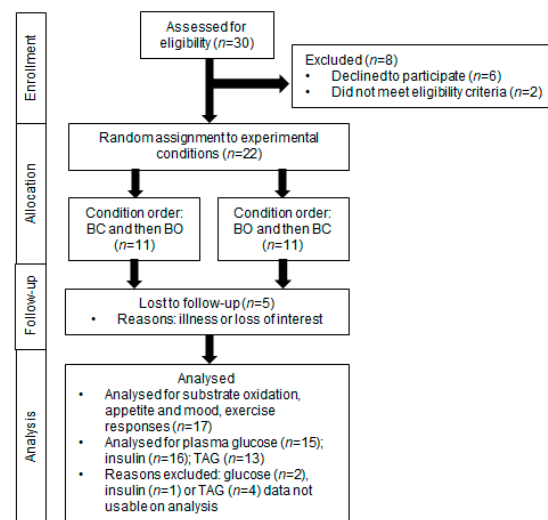 Enrollment
Assessed for
eligibility (n=30)
Excluded (n=8)
• Declined to participate (n=6)
• Did not meet eligibility criteria (n=2)
Allocation
Random assignment to experimental
conditions (n=22)
Condition order:
BC and then BO
(n=11)
Condition order:
BO and then BC
(n=11)
Follow-up
Lost to follow-up (n=5)
• Reasons: illness or loss of interest
Analysis
Analysed
• Analysed for substrate oxidation,
appetite and mood, exercise
responses (n=17)
• Analysed for plasma glucose (n=15);
insulin (n=16); TAG (n=13)
• Reasons excluded: glucose (n=2),
insulin (n=1) or TAG (n=4) data not
usable on analysis